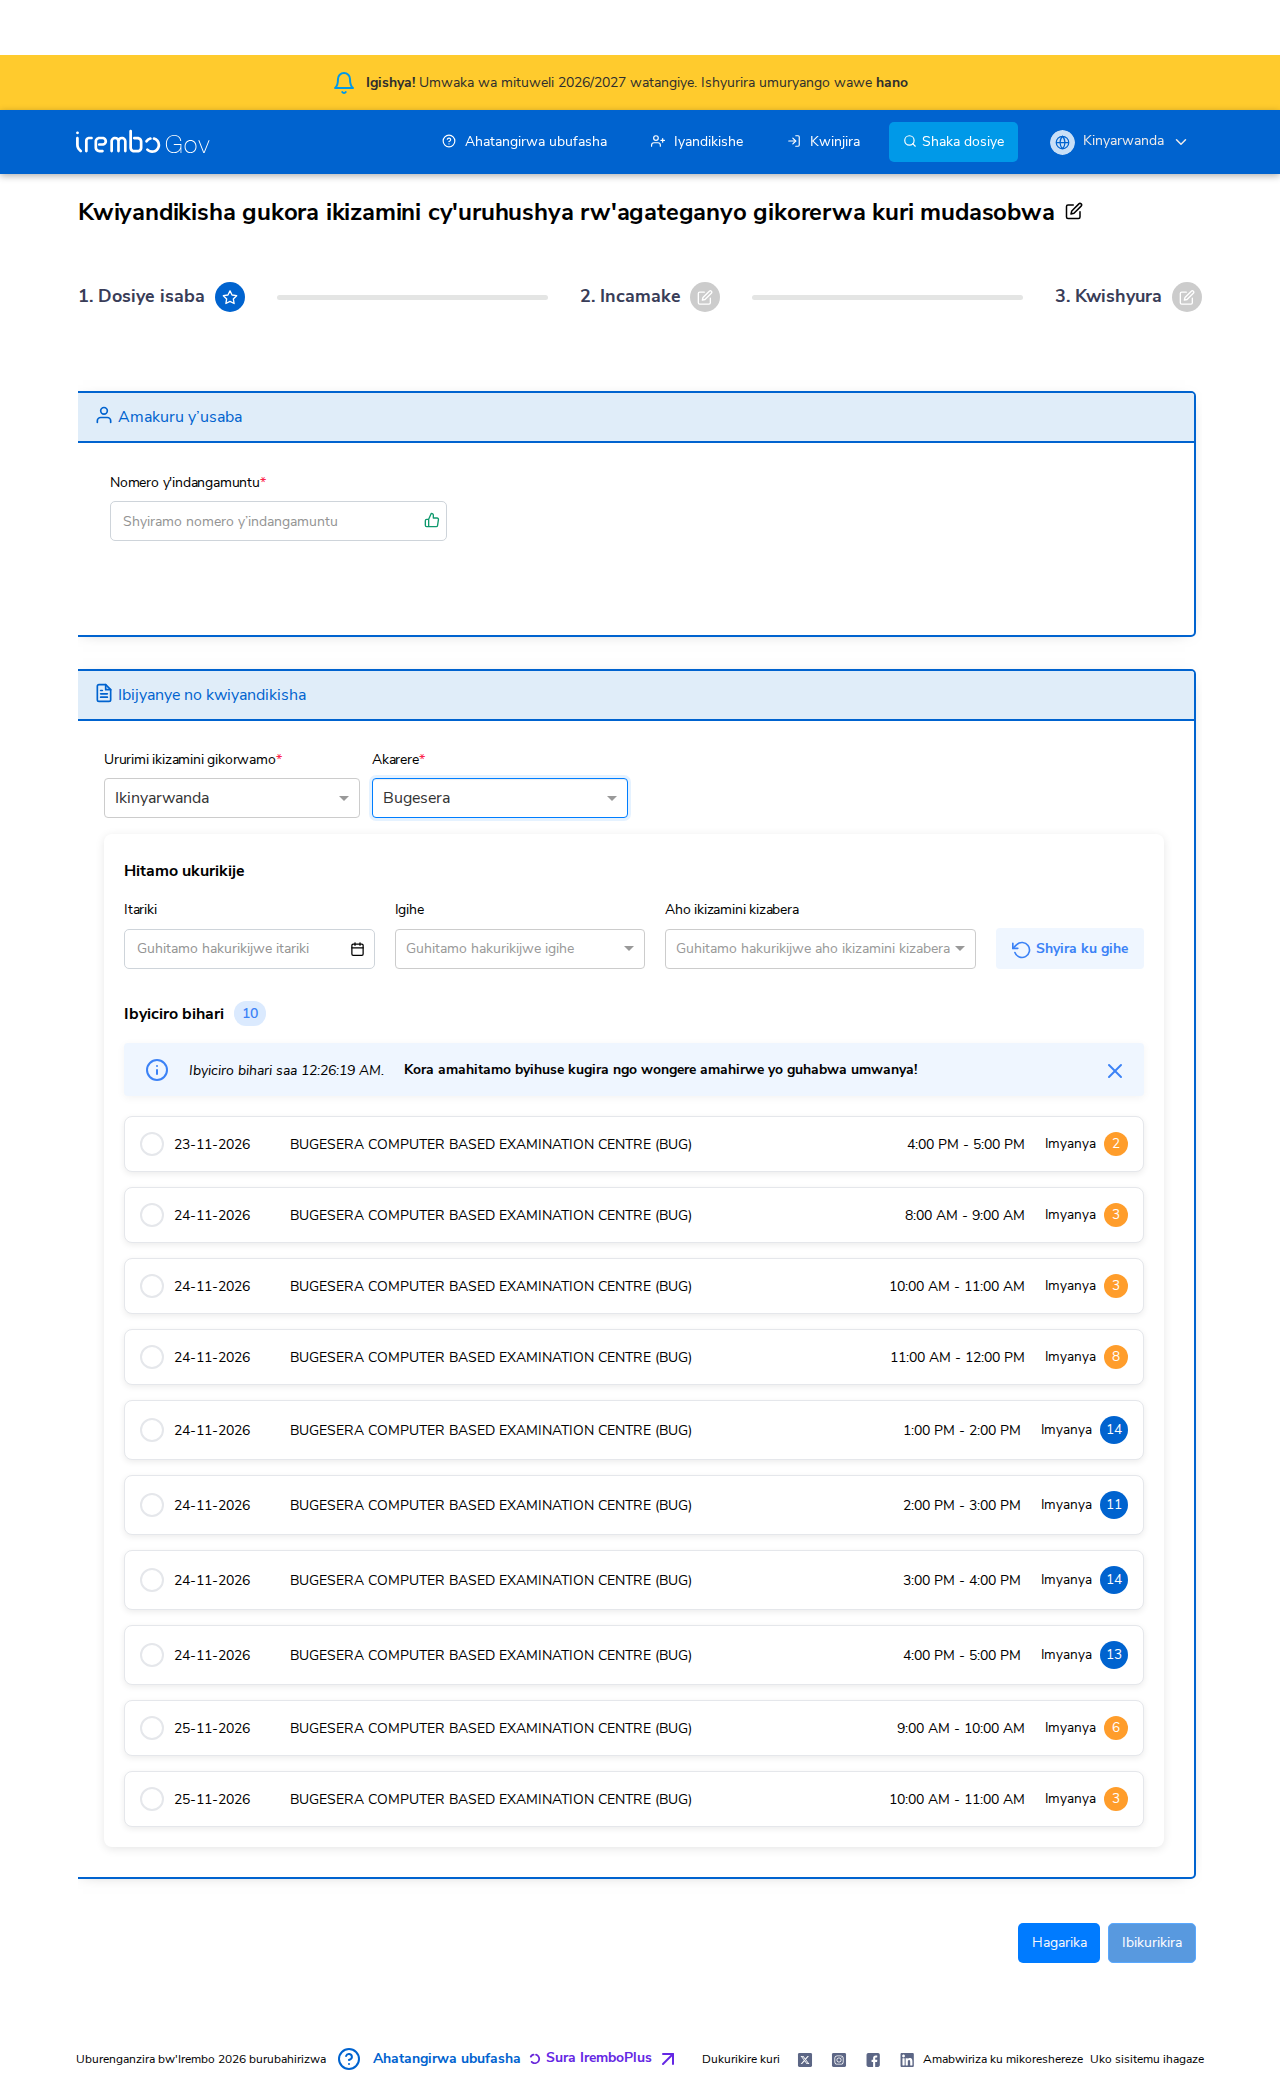 Igishya! Umwaka wa mituweli 2026/2027 watangiye. Ishyurira umuryango wawe hano
irembo Gov
Ahatangirwa ubufasha
Iyandikishe
Kwinjira
Shaka dosiye
Kinyarwanda
Kwiyandikisha gukora ikizamini cy'uruhushya rw'agateganyo gikorerwa kuri mudasobwa
1. Dosiye isaba
2. Incamake
3. Kwishyura
Amakuru y’usaba
Nomero y'indangamuntu*
Shyiramo nomero y’indangamuntu
Ibijyanye no kwiyandikisha
Ururimi ikizamini gikorwamo* Akarere*
Ikinyarwanda Bugesera
Hitamo ukurikije
Itariki Igihe Aho ikizamini kizabera
Guhitamo hakurikijwe itariki Guhitamo hakurikijwe igihe Guhitamo hakurikijwe aho ikizamini kizabera Shyira ku gihe
Ibyiciro bihari 10
Ibyiciro bihari saa 12:26:19 AM. Kora amahitamo byihuse kugira ngo wongere amahirwe yo guhabwa umwanya!
23-11-2026 BUGESERA COMPUTER BASED EXAMINATION CENTRE (BUG) 4:00 PM - 5:00 PM Imyanya 2
24-11-2026 BUGESERA COMPUTER BASED EXAMINATION CENTRE (BUG) 8:00 AM - 9:00 AM Imyanya 3
24-11-2026 BUGESERA COMPUTER BASED EXAMINATION CENTRE (BUG) 10:00 AM - 11:00 AM Imyanya 3
24-11-2026 BUGESERA COMPUTER BASED EXAMINATION CENTRE (BUG) 11:00 AM - 12:00 PM Imyanya 8
24-11-2026 BUGESERA COMPUTER BASED EXAMINATION CENTRE (BUG) 1:00 PM - 2:00 PM Imyanya 14
24-11-2026 BUGESERA COMPUTER BASED EXAMINATION CENTRE (BUG) 2:00 PM - 3:00 PM Imyanya 11
24-11-2026 BUGESERA COMPUTER BASED EXAMINATION CENTRE (BUG) 3:00 PM - 4:00 PM Imyanya 14
24-11-2026 BUGESERA COMPUTER BASED EXAMINATION CENTRE (BUG) 4:00 PM - 5:00 PM Imyanya 13
25-11-2026 BUGESERA COMPUTER BASED EXAMINATION CENTRE (BUG) 9:00 AM - 10:00 AM Imyanya 6
25-11-2026 BUGESERA COMPUTER BASED EXAMINATION CENTRE (BUG) 10:00 AM - 11:00 AM Imyanya 3
Hagarika Ibikurikira
Uburenganzira bw'Irembo 2026 burubahirizwa Ahatangirwa ubufasha Sura IremboPlus Dukurikire kuri Amabwiriza ku mikoreshereze Uko sisitemu ihagaze